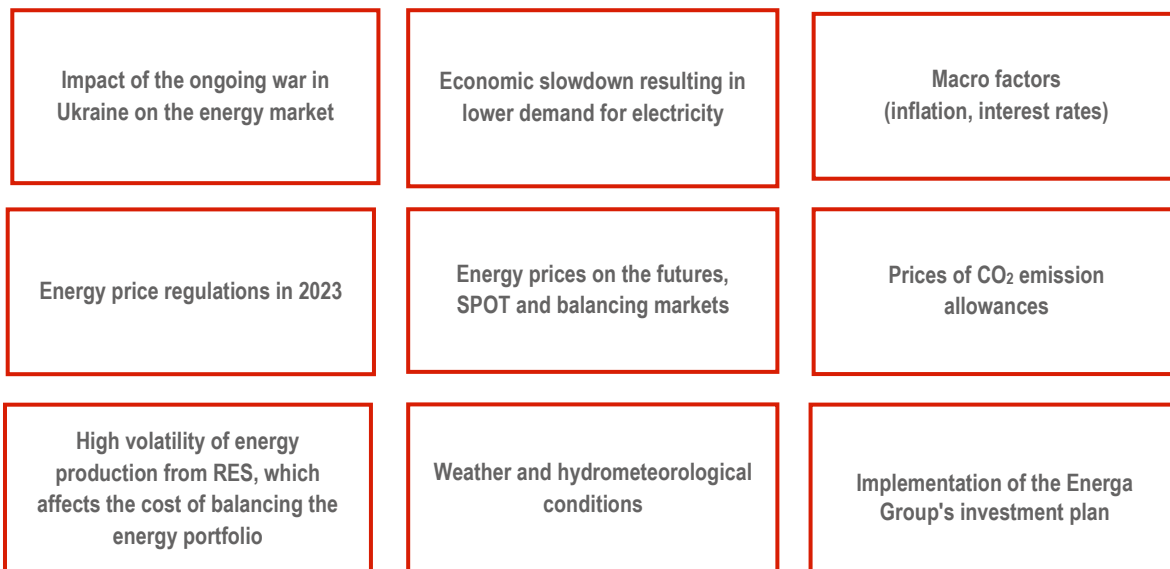 Impact of the ongoing war in
Ukraine on the energy market
Economic slowdown resulting in
lower demand for electricity
Macro factors
(inflation, interest rates)
Energy price regulations in 2023
Energy prices on the futures,
SPOT and balancing markets
Prices of CO₂ emission
allowances
High volatility of energy
production from RES, which
affects the cost of balancing the
energy portfolio
Weather and hydrometeorological
conditions
Implementation of the Energa
Group's investment plan